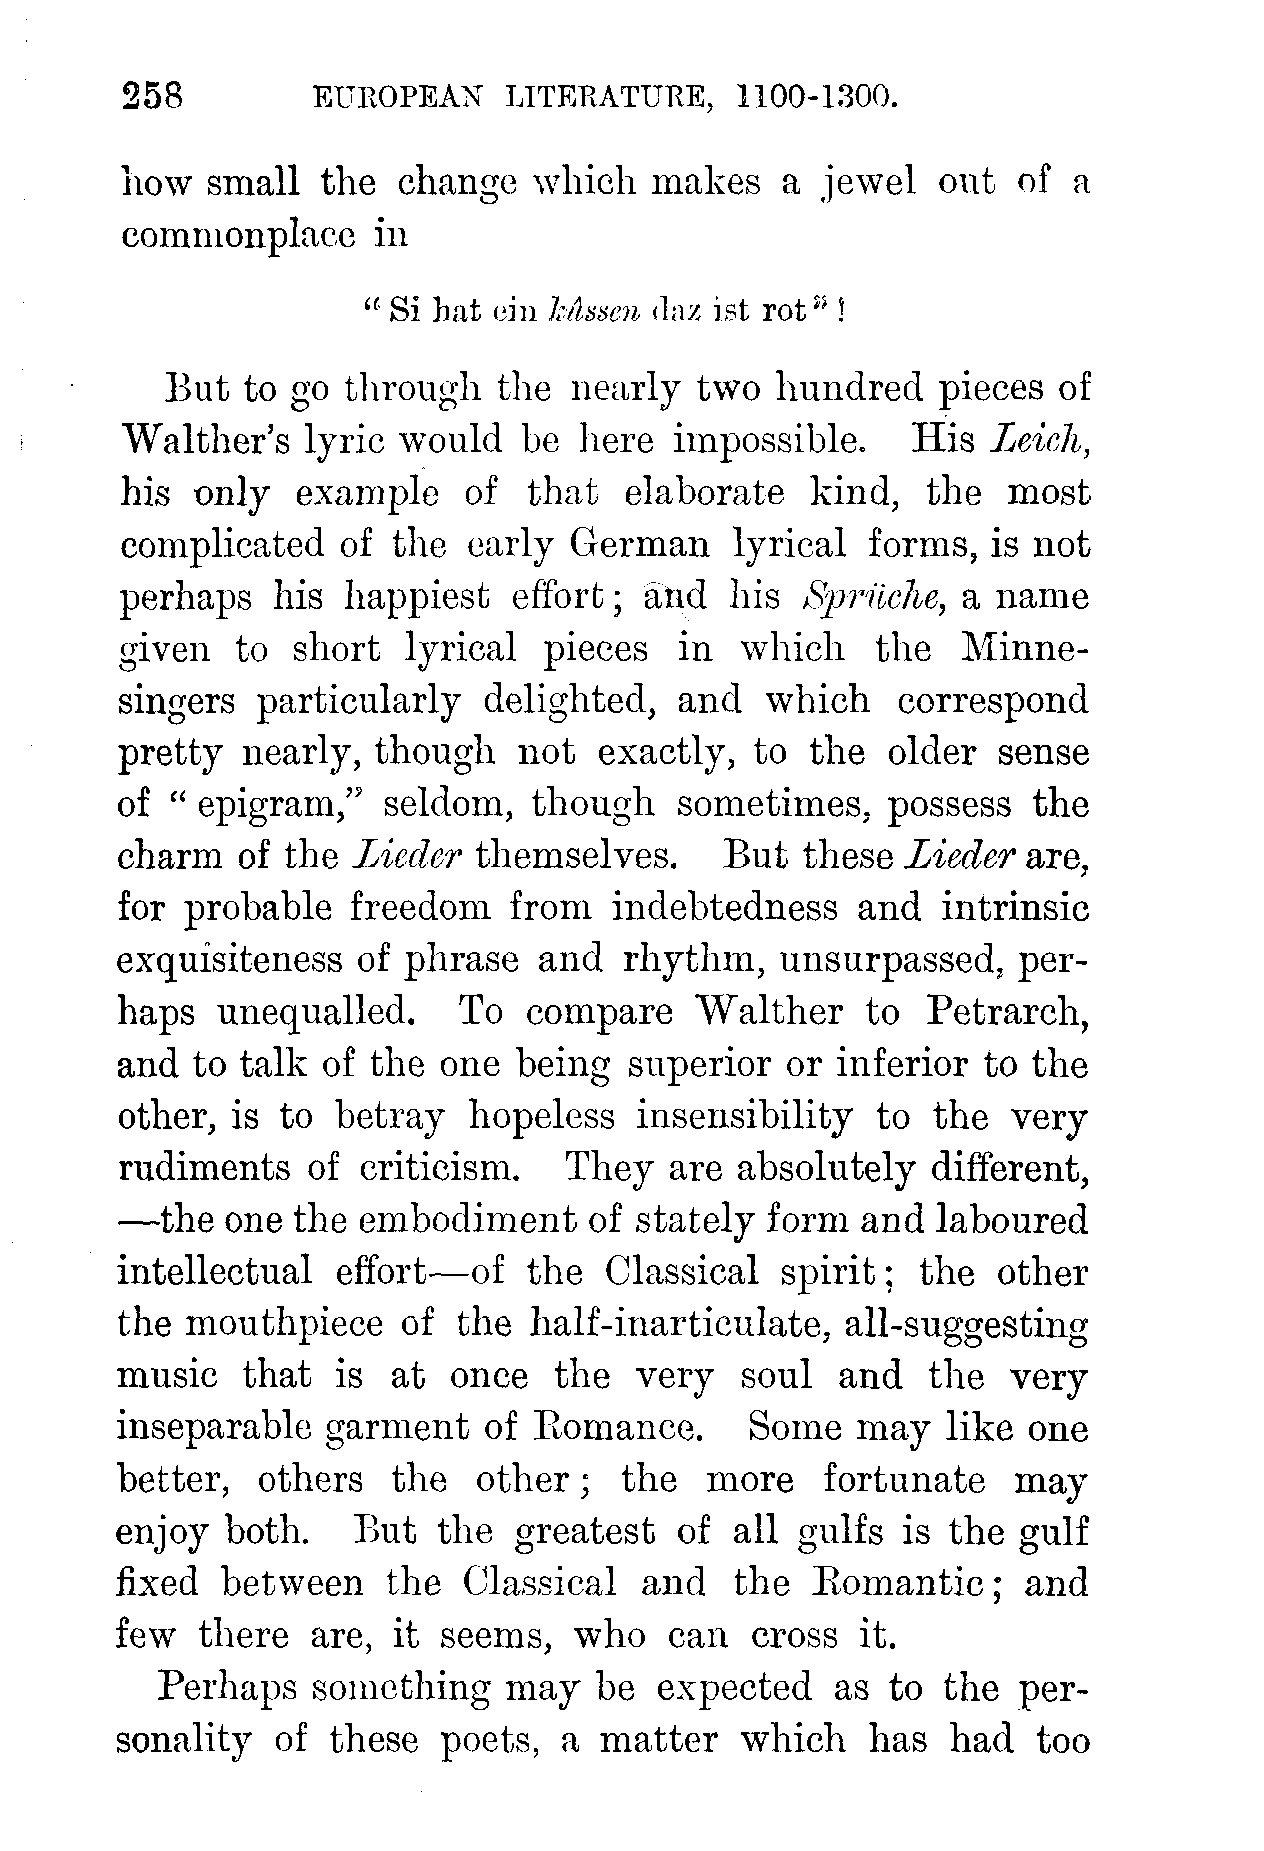 258 EUROPEAN LITERATURE, 1100-1300.
how small the change which makes a jewel out of a
commonplace in
“Si hat ein kûssen daz ist rot”!
But to go through the nearly two hundred pieces of
Walther's lyric would be here impossible. His Leich,
his only example of that elaborate kind, the most
complicated of the early German lyrical forms, is not
perhaps his happiest effort; and his Sprüche, a name
given to short lyrical pieces in which the Minne-
singers particularly delighted, and which correspond
pretty nearly, though not exactly, to the older sense
of “epigram,” seldom, though sometimes, possess the
charm of the Lieder themselves. But these Lieder are,
for probable freedom from indebtedness and intrinsic
exquisiteness of phrase and rhythm, unsurpassed, per-
haps unequalled. To compare Walther to Petrarch,
and to talk of the one being superior or inferior to the
other, is to betray hopeless insensibility to the very
rudiments of criticism. They are absolutely different,
—the one the embodiment of stately form and laboured
intellectual effort—of the Classical spirit; the other
the mouthpiece of the half-inarticulate, all-suggesting
music that is at once the very soul and the very
inseparable garment of Romance. Some may like one
better, others the other; the more fortunate may
enjoy both. But the greatest of all gulfs is the gulf
fixed between the Classical and the Romantic; and
few there are, it seems, who can cross it.
Perhaps something may be expected as to the per-
sonality of these poets, a matter which has had too